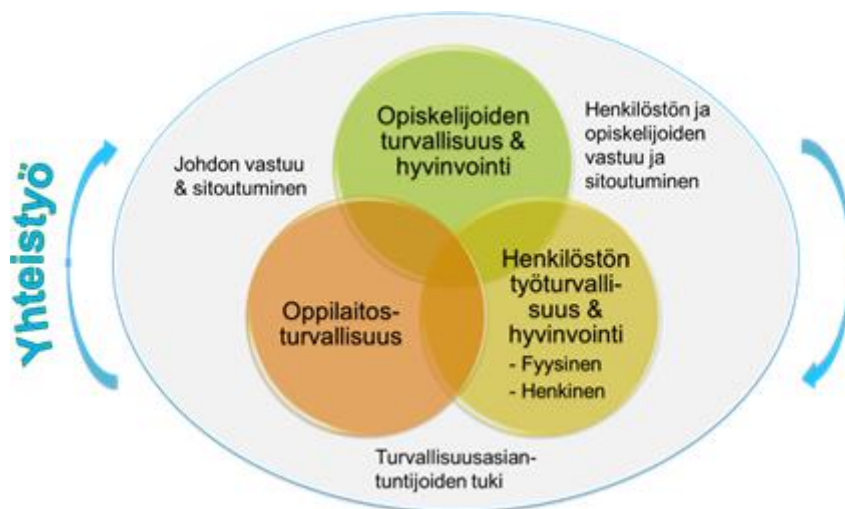 Yhteistyö
Johdon vastuu
& sitoutuminen
Opiskelijoiden
turvallisuus &
hyvinvointi
Henkilöstön ja
opiskelijoiden
vastuu ja
sitoutuminen
Oppilaitos-
turvallisuus
Henkilöstön
työturvalli-
suus &
hyvinvointi
- Fyysinen
- Henkinen
Turvallisuusasian-
tuntijoiden tuki